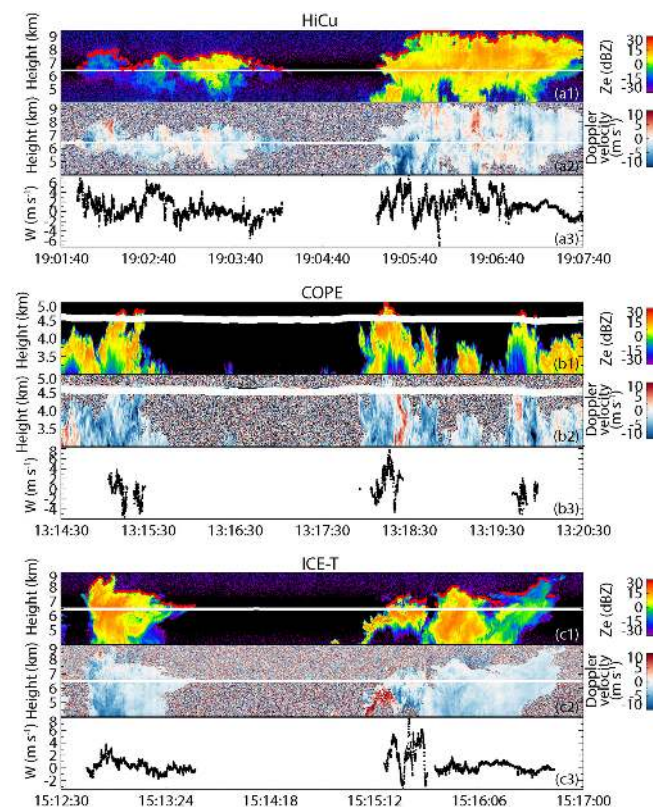 HiCu
9
8
7
6
5
Height (km)
(a1)
30
15
0
-15
-30
Ze (dBZ)
9
8
7
6
5
Height (km)
(a2)
10
5
0
-5
-10
Doppler
velocity
(m s⁻¹)
6
4
2
0
-2
-4
-6
W (m s⁻¹)
(a3)
19:01:40 19:02:40 19:03:40 19:04:40 19:05:40 19:06:40 19:07:40
COPE
5.0
4.5
4.0
3.5
Height (km)
(b1)
30
15
0
-15
-30
Ze (dBZ)
5.0
4.5
4.0
3.5
3.0
Height (km)
(b2)
10
5
0
-5
-10
Doppler
velocity
(m s⁻¹)
8
6
4
2
0
-2
-4
W (m s⁻¹)
(b3)
13:14:30 13:15:30 13:16:30 13:17:30 13:18:30 13:19:30 13:20:30
ICE-T
9
8
7
6
5
Height (km)
(c1)
30
15
0
-15
-30
Ze (dBZ)
9
8
7
6
5
Height (km)
(c2)
10
5
0
-5
-10
Doppler
velocity
(m s⁻¹)
8
6
4
2
0
-2
W (m s⁻¹)
(c3)
15:12:30 15:13:24 15:14:18 15:15:12 15:16:06 15:17:00